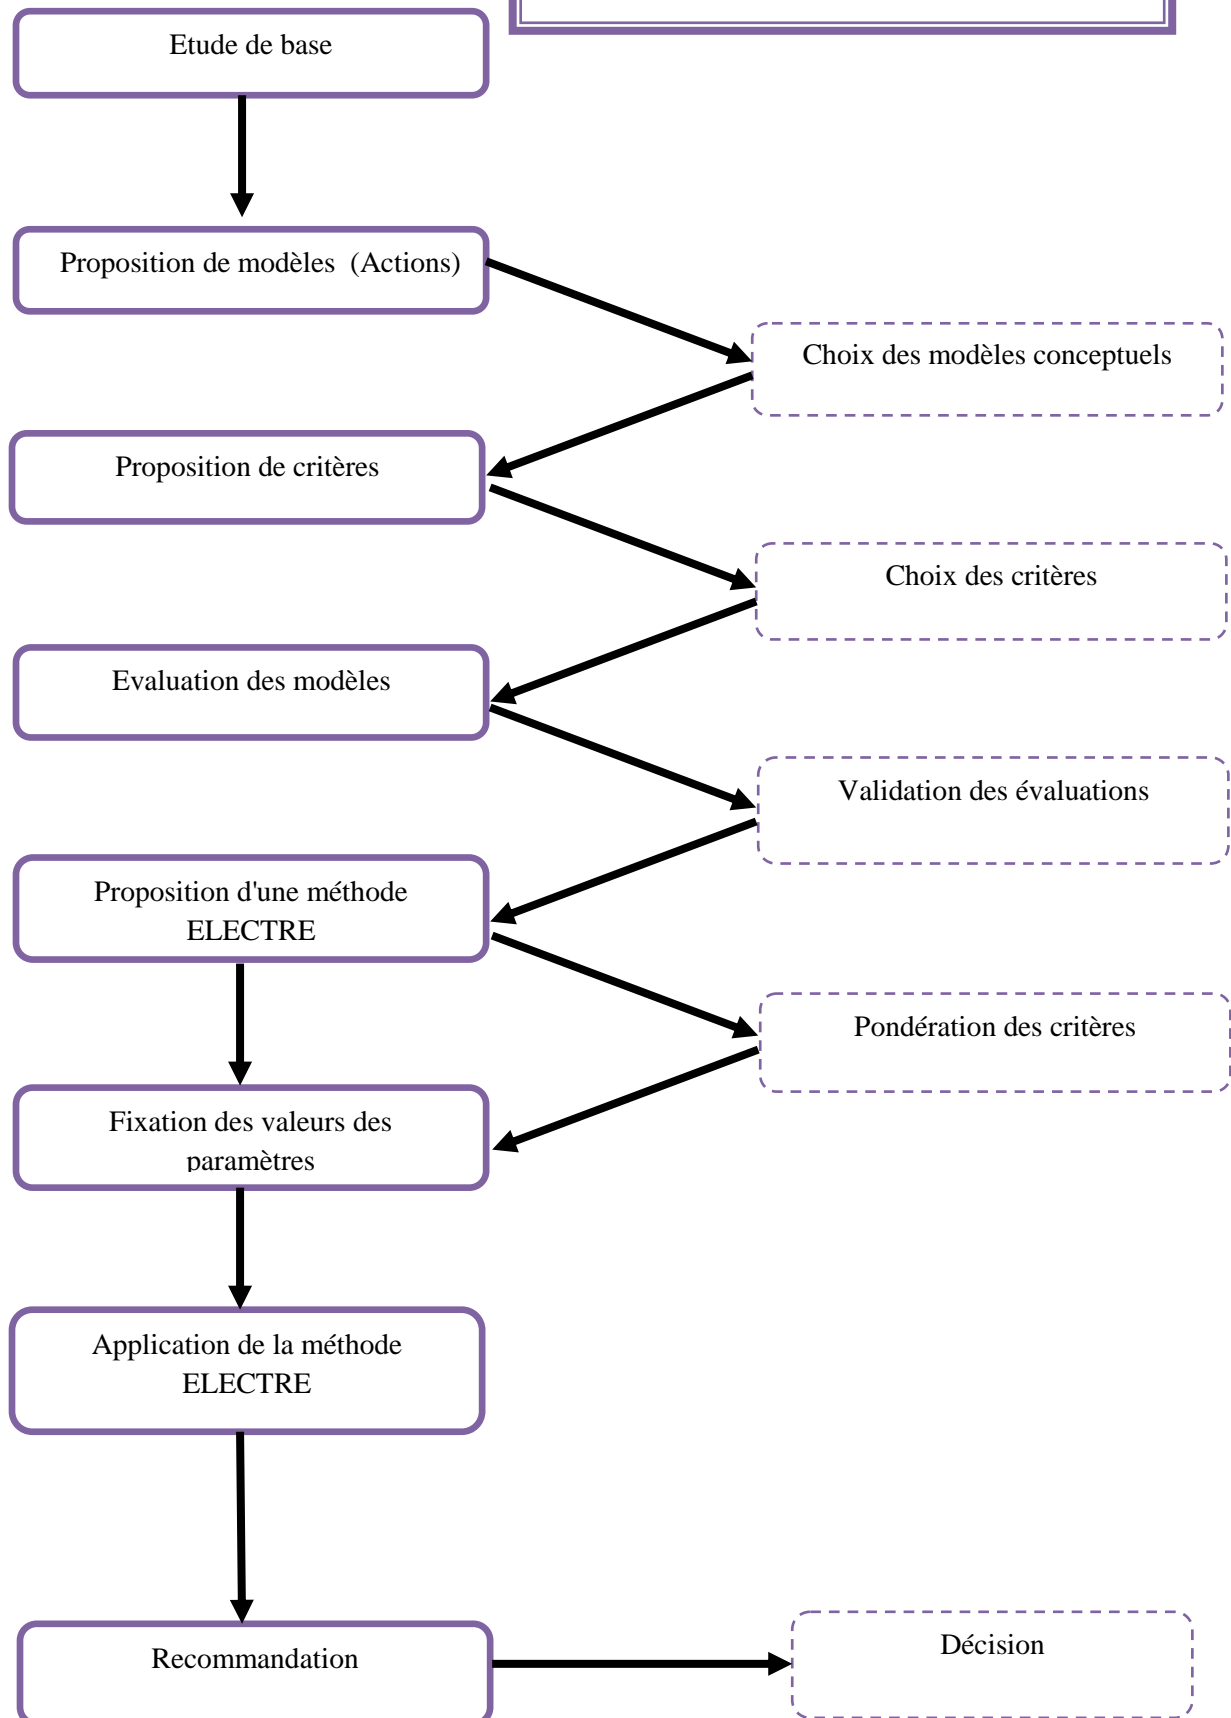 Etude de base
Proposition de modèles (Actions)
Choix des modèles conceptuels
Proposition de critères
Choix des critères
Evaluation des modèles
Validation des évaluations
Proposition d'une méthode
ELECTRE
Pondération des critères
Fixation des valeurs des
paramètres
Application de la méthode
ELECTRE
Recommandation
Décision